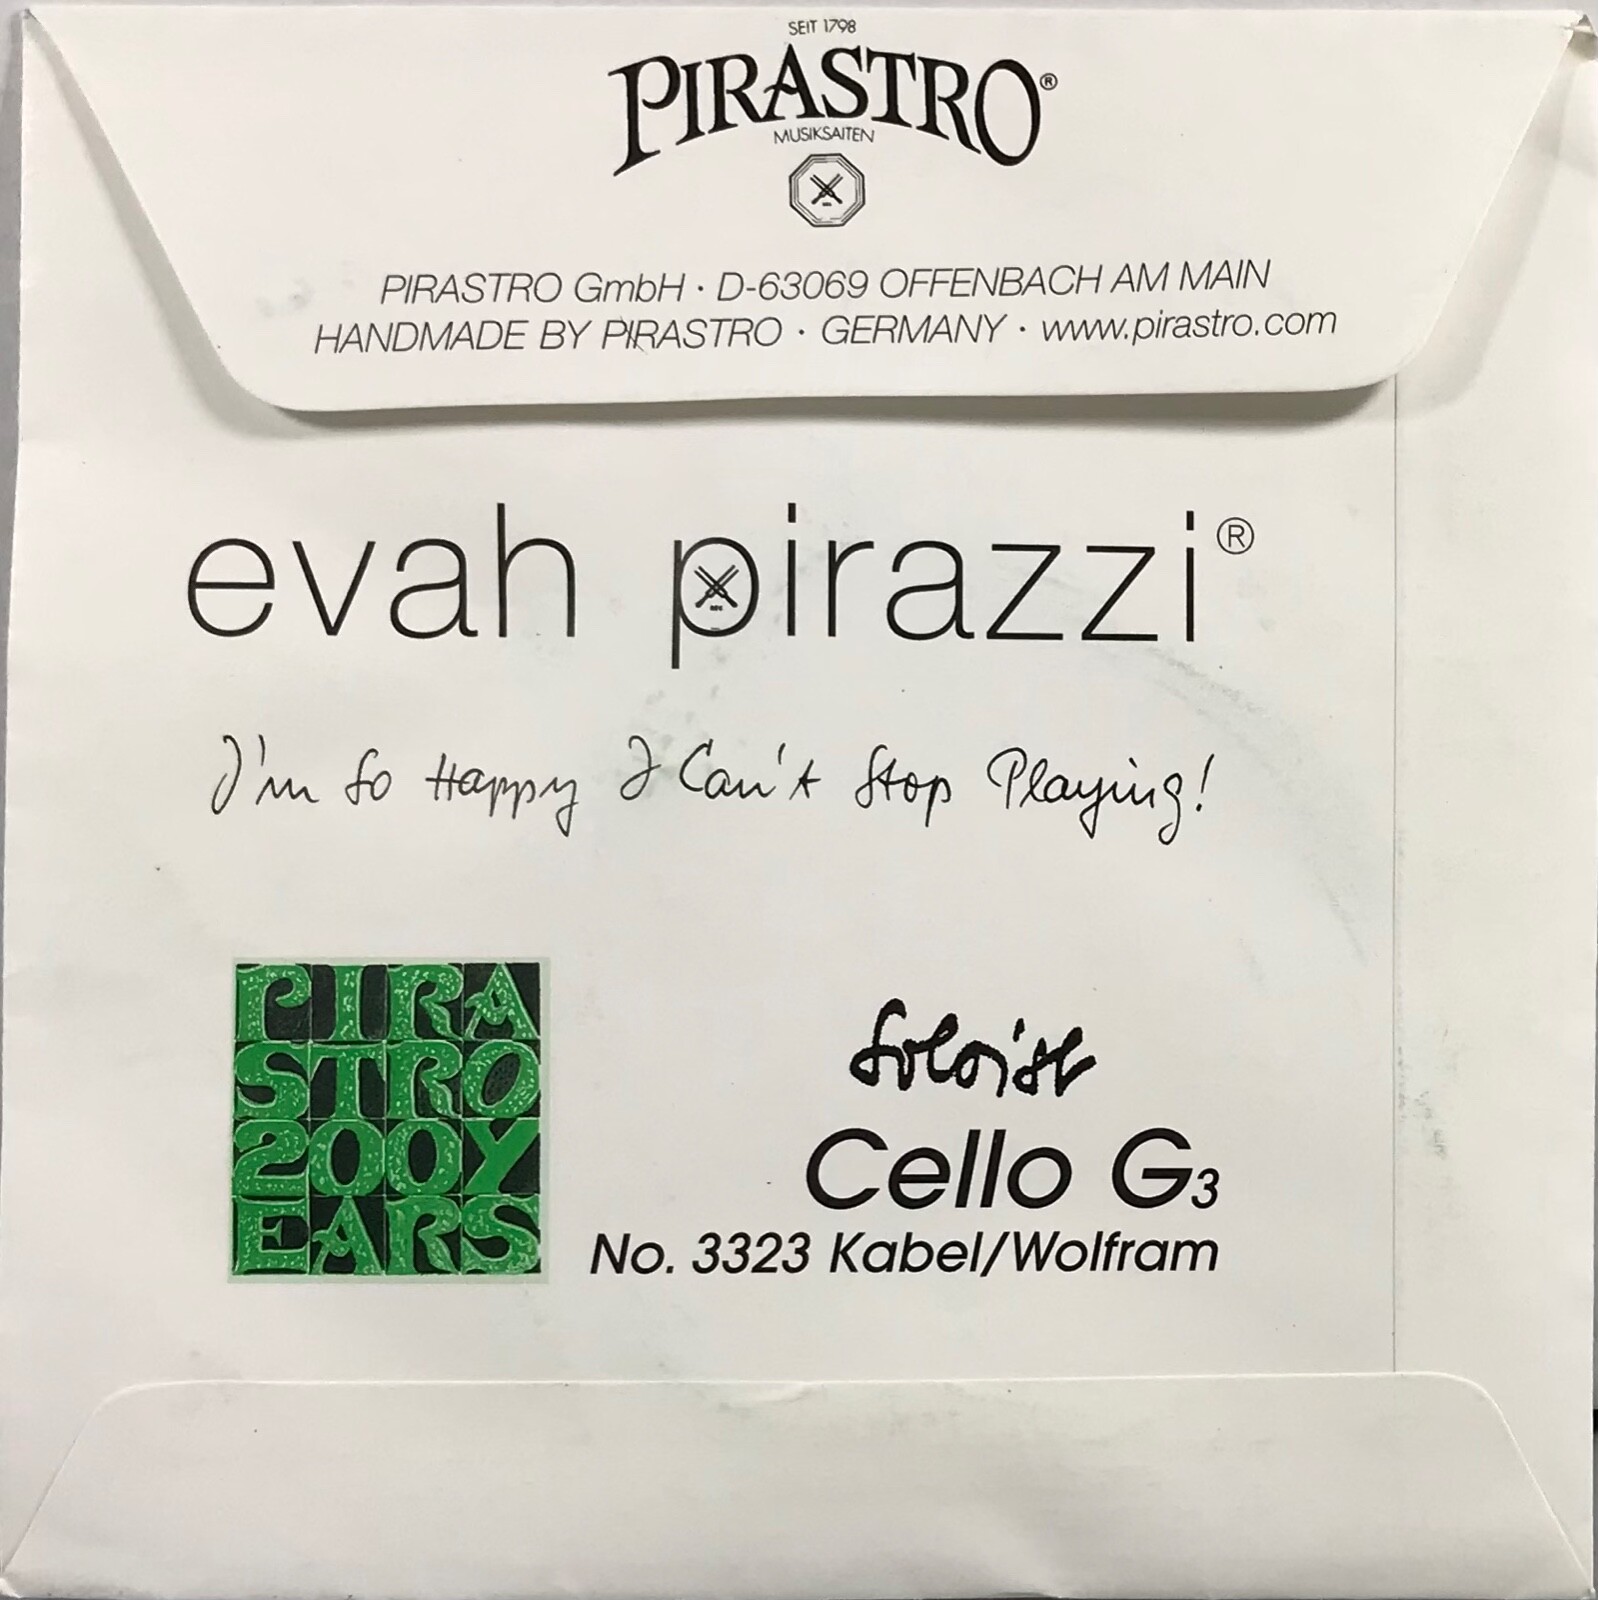 SEIT 1798
PIRASTRO®
MUSIKSAITEN
PIRASTRO GmbH · D-63069 OFFENBACH AM MAIN
HANDMADE BY PIRASTRO · GERMANY · www.pirastro.com
evah pirazzi®
I'm So Happy I Can't Stop Playing!
PIRA
STRO
200Y
EARS
Soloist
Cello G3
No. 3323 Kabel/Wolfram